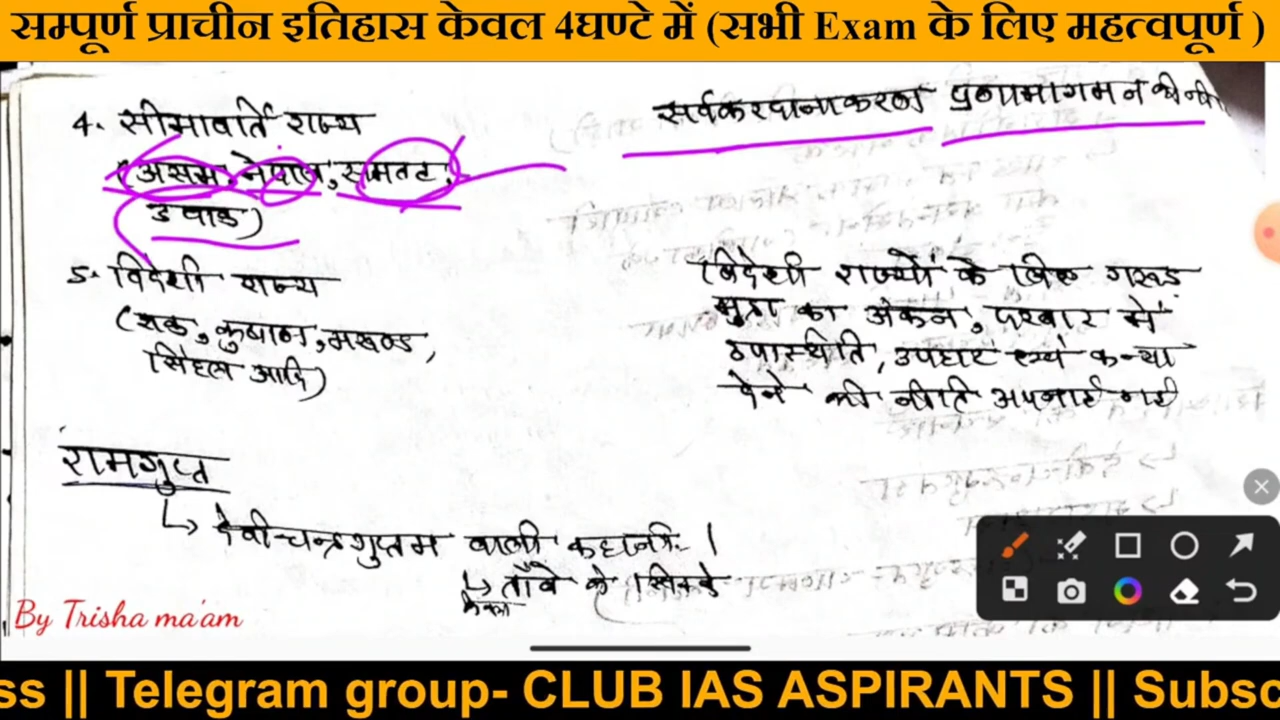 सम्पूर्ण प्राचीन इतिहास केवल 4घण्टे में (सभी Exam के लिए महत्वपूर्ण )
4. सीमावर्ति राज्य
(असम, नेपाल, समतट,
डवाक)
सर्वकरदानाकरण प्रणामागमन की
5. विदेशी राज्य
(शक, कुषाण, मरुण्ड,
सिंहल आदि)
(विदेशी राज्यों के लिए गरुड़
मुद्रा का अंकन, दरबार में
उपस्थिति, उपहार एवं कन्या
देने की नीति अपनाई गई
रामगुप्त
↳ देवीचन्द्रगुप्तम वाली कहानी: |
↳ ताँबे के सिक्के
By Trisha ma'am
ss || Telegram group- CLUB IAS ASPIRANTS || Subsc